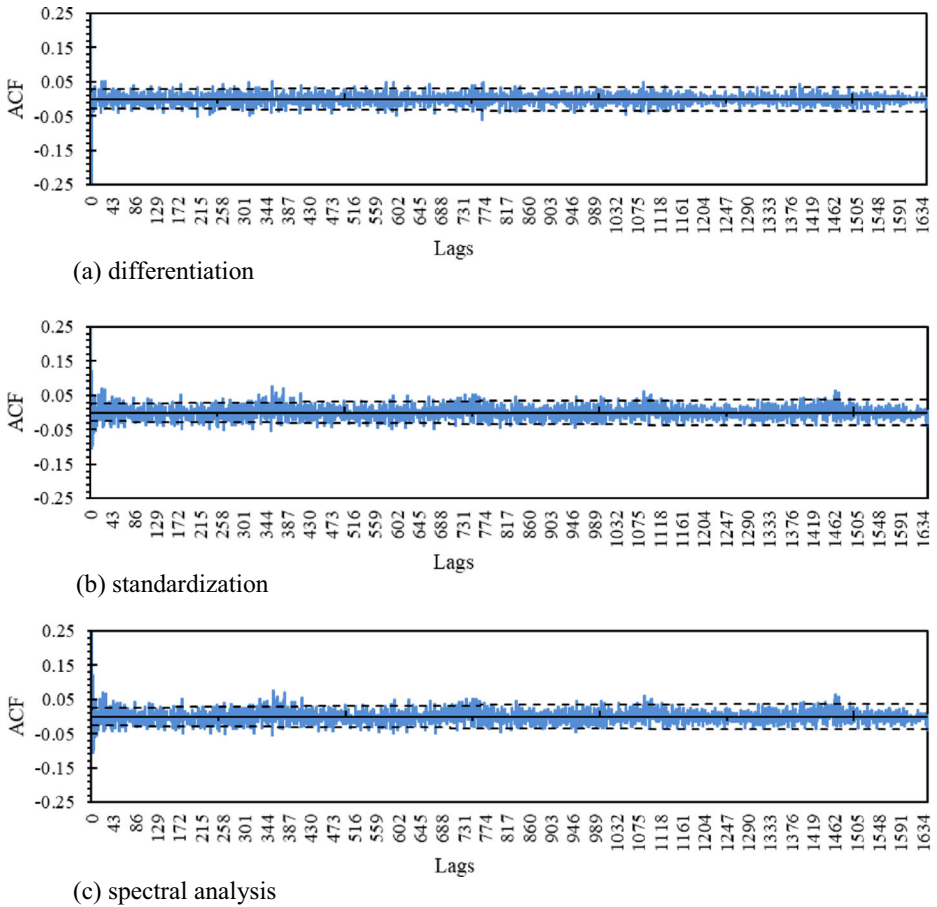 0.25
0.15
0.05
-0.05
-0.15
-0.25
ACF
0 43 86 129 172 215 258 301 344 387 430 473 516 559 602 645 688 731 774 817 860 903 946 989 1032 1075 1118 1161 1204 1247 1290 1333 1376 1419 1462 1505 1548 1591 1634
Lags
(a) differentiation
0.25
0.15
0.05
-0.05
-0.15
-0.25
ACF
0 43 86 129 172 215 258 301 344 387 430 473 516 559 602 645 688 731 774 817 860 903 946 989 1032 1075 1118 1161 1204 1247 1290 1333 1376 1419 1462 1505 1548 1591 1634
Lags
(b) standardization
0.25
0.15
0.05
-0.05
-0.15
-0.25
ACF
0 43 86 129 172 215 258 301 344 387 430 473 516 559 602 645 688 731 774 817 860 903 946 989 1032 1075 1118 1161 1204 1247 1290 1333 1376 1419 1462 1505 1548 1591 1634
Lags
(c) spectral analysis